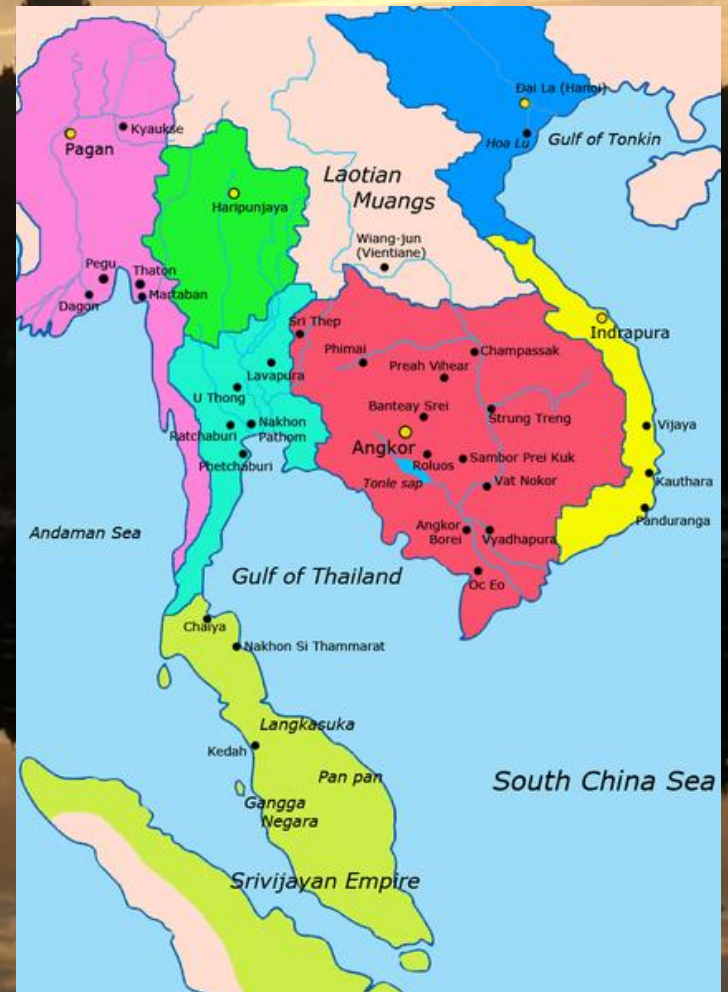 Đại La (Hanoi)
Kyaukse
Pagan
Hoa Lu
Gulf of Tonkin
Laotian
Muangs
Haripunjaya
Wiang-jun
(Vientiane)
Pegu
Thaton
Dagon
Martaban
Sri Thep
Indrapura
Phimai
Champassak
Preah Vihear
Lavapura
U Thong
Banteay Srei
Strung Treng
Ratchaburi
Nakhon
Pathom
Vijaya
Angkor
Phetchaburi
Roluos
Sambor Prei Kuk
Tonle sap
Vat Nokor
Kauthara
Panduranga
Andaman Sea
Angkor
Borei
Vyadhapura
Gulf of Thailand
Oc Eo
Chaiya
Nakhon Si Thammarat
Langkasuka
Kedah
Pan pan
South China Sea
Gangga
Negara
Srivijayan Empire